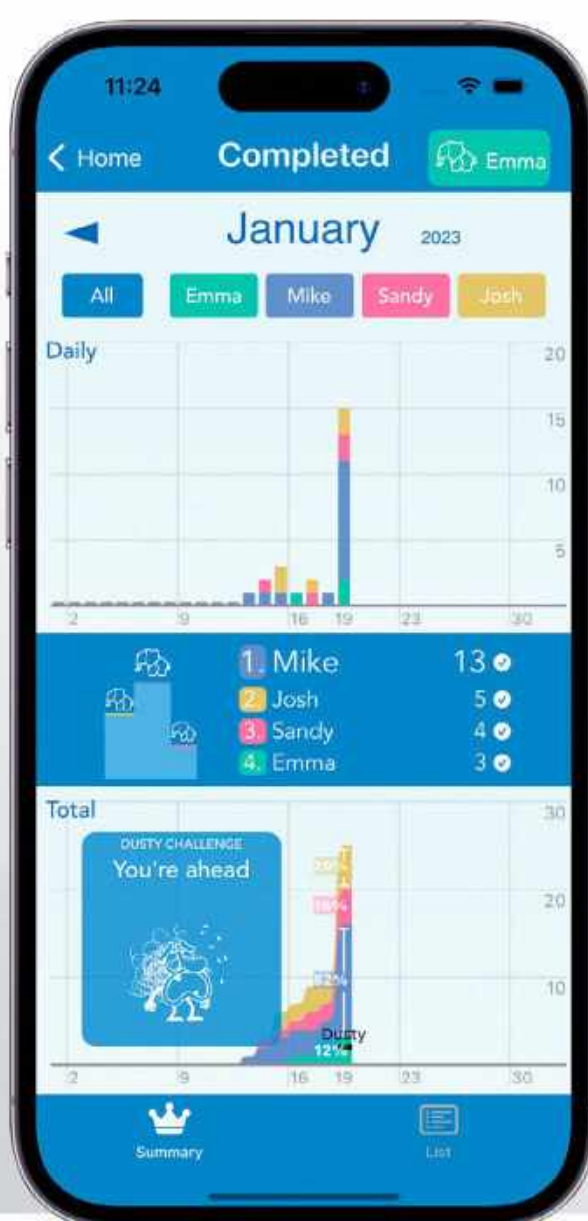 11:24
Home
Completed
Emma
January 2023
All Emma Mike Sandy Josh
Daily
20
15
10
5
2 9 16 19 23 30
1. Mike 13
2. Josh 5
3. Sandy 4
4. Emma 3
Total
30
DUSTY CHALLENGE
You're ahead
20
10
Dusty
12%
2 9 16 19 23 30
Summary
List